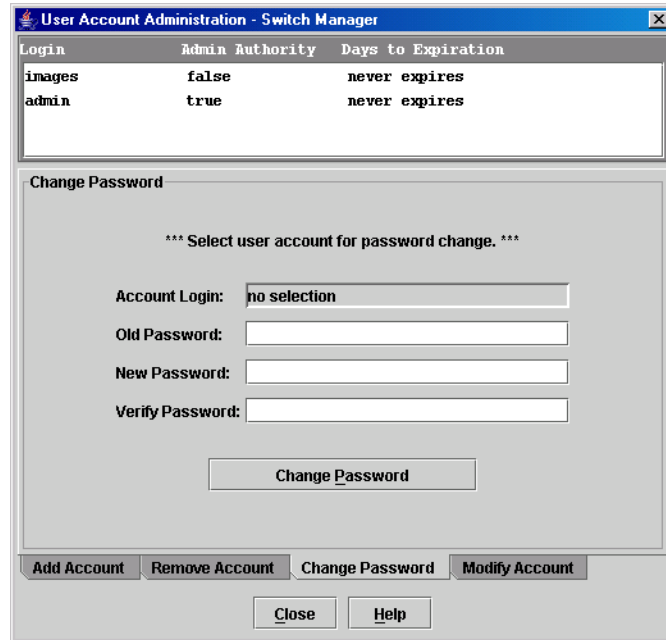 User Account Administration - Switch Manager
Login Admin Authority Days to Expiration
images false never expires
admin true never expires
Change Password
*** Select user account for password change. ***
Account Login: no selection
Old Password:
New Password:
Verify Password:
Change Password
Add Account Remove Account Change Password Modify Account
Close Help